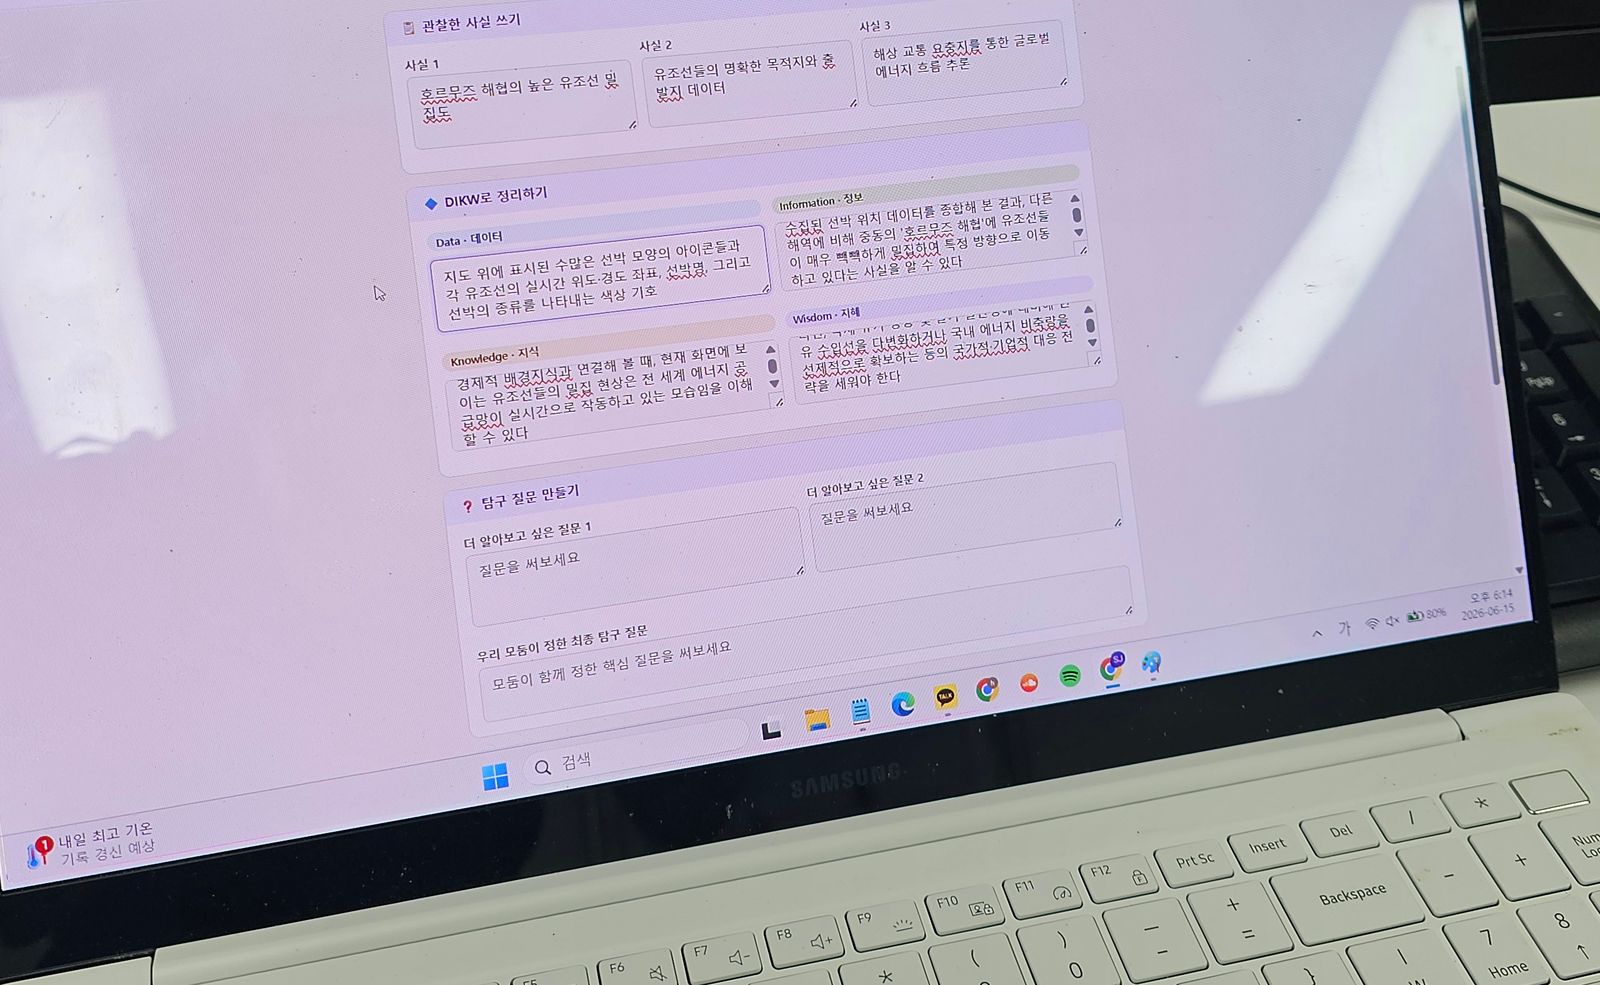 관찰한 사실 쓰기
사실 1
호르무즈 해협의 높은 유조선 밀
집도
사실 2
유조선들의 명확한 목적지와 출
발지 데이터
사실 3
해상 교통 요충지를 통한 글로벌
에너지 흐름 추론
DIKW로 정리하기
Data · 데이터
지도 위에 표시된 수많은 선박 모양의 아이콘들과
각 유조선의 실시간 위도·경도 좌표, 선박명, 그리고
선박의 종류를 나타내는 색상 기호
Information · 정보
수집된 선박 위치 데이터를 종합해 본 결과, 다른
해역에 비해 중동의 '호르무즈 해협'에 유조선들
이 매우 빽빽하게 밀집하여 특정 방향으로 이동
하고 있다는 사실을 알 수 있다
Knowledge · 지식
경제적 배경지식과 연결해 볼 때, 현재 화면에 보
이는 유조선들의 밀집 현상은 전 세계 에너지 공
급망이 실시간으로 작동하고 있는 모습임을 이해
할 수 있다
Wisdom · 지혜
유 수입선을 다변화하거나 국내 에너지 비축량을
선제적으로 확보하는 등의 국가적·기업적 대응 전
략을 세워야 한다
탐구 질문 만들기
더 알아보고 싶은 질문 1
질문을 써보세요
더 알아보고 싶은 질문 2
질문을 써보세요
우리 모둠이 정한 최종 탐구 질문
모둠이 함께 정한 핵심 질문을 써보세요
가
80%
오후 6:14
2026-06-15
검색
TALK
SJ
1
내일 최고 기온
기록 경신 예상
SAMSUNG
F5
F6
F7
F8
F9
F10
F11
F12
Prt Sc
Insert
Del
/
*
Num
Loc
Backspace
-
+
*
(
)
0
_
-
+
=
}
|
7
Home
8
PgUp
6